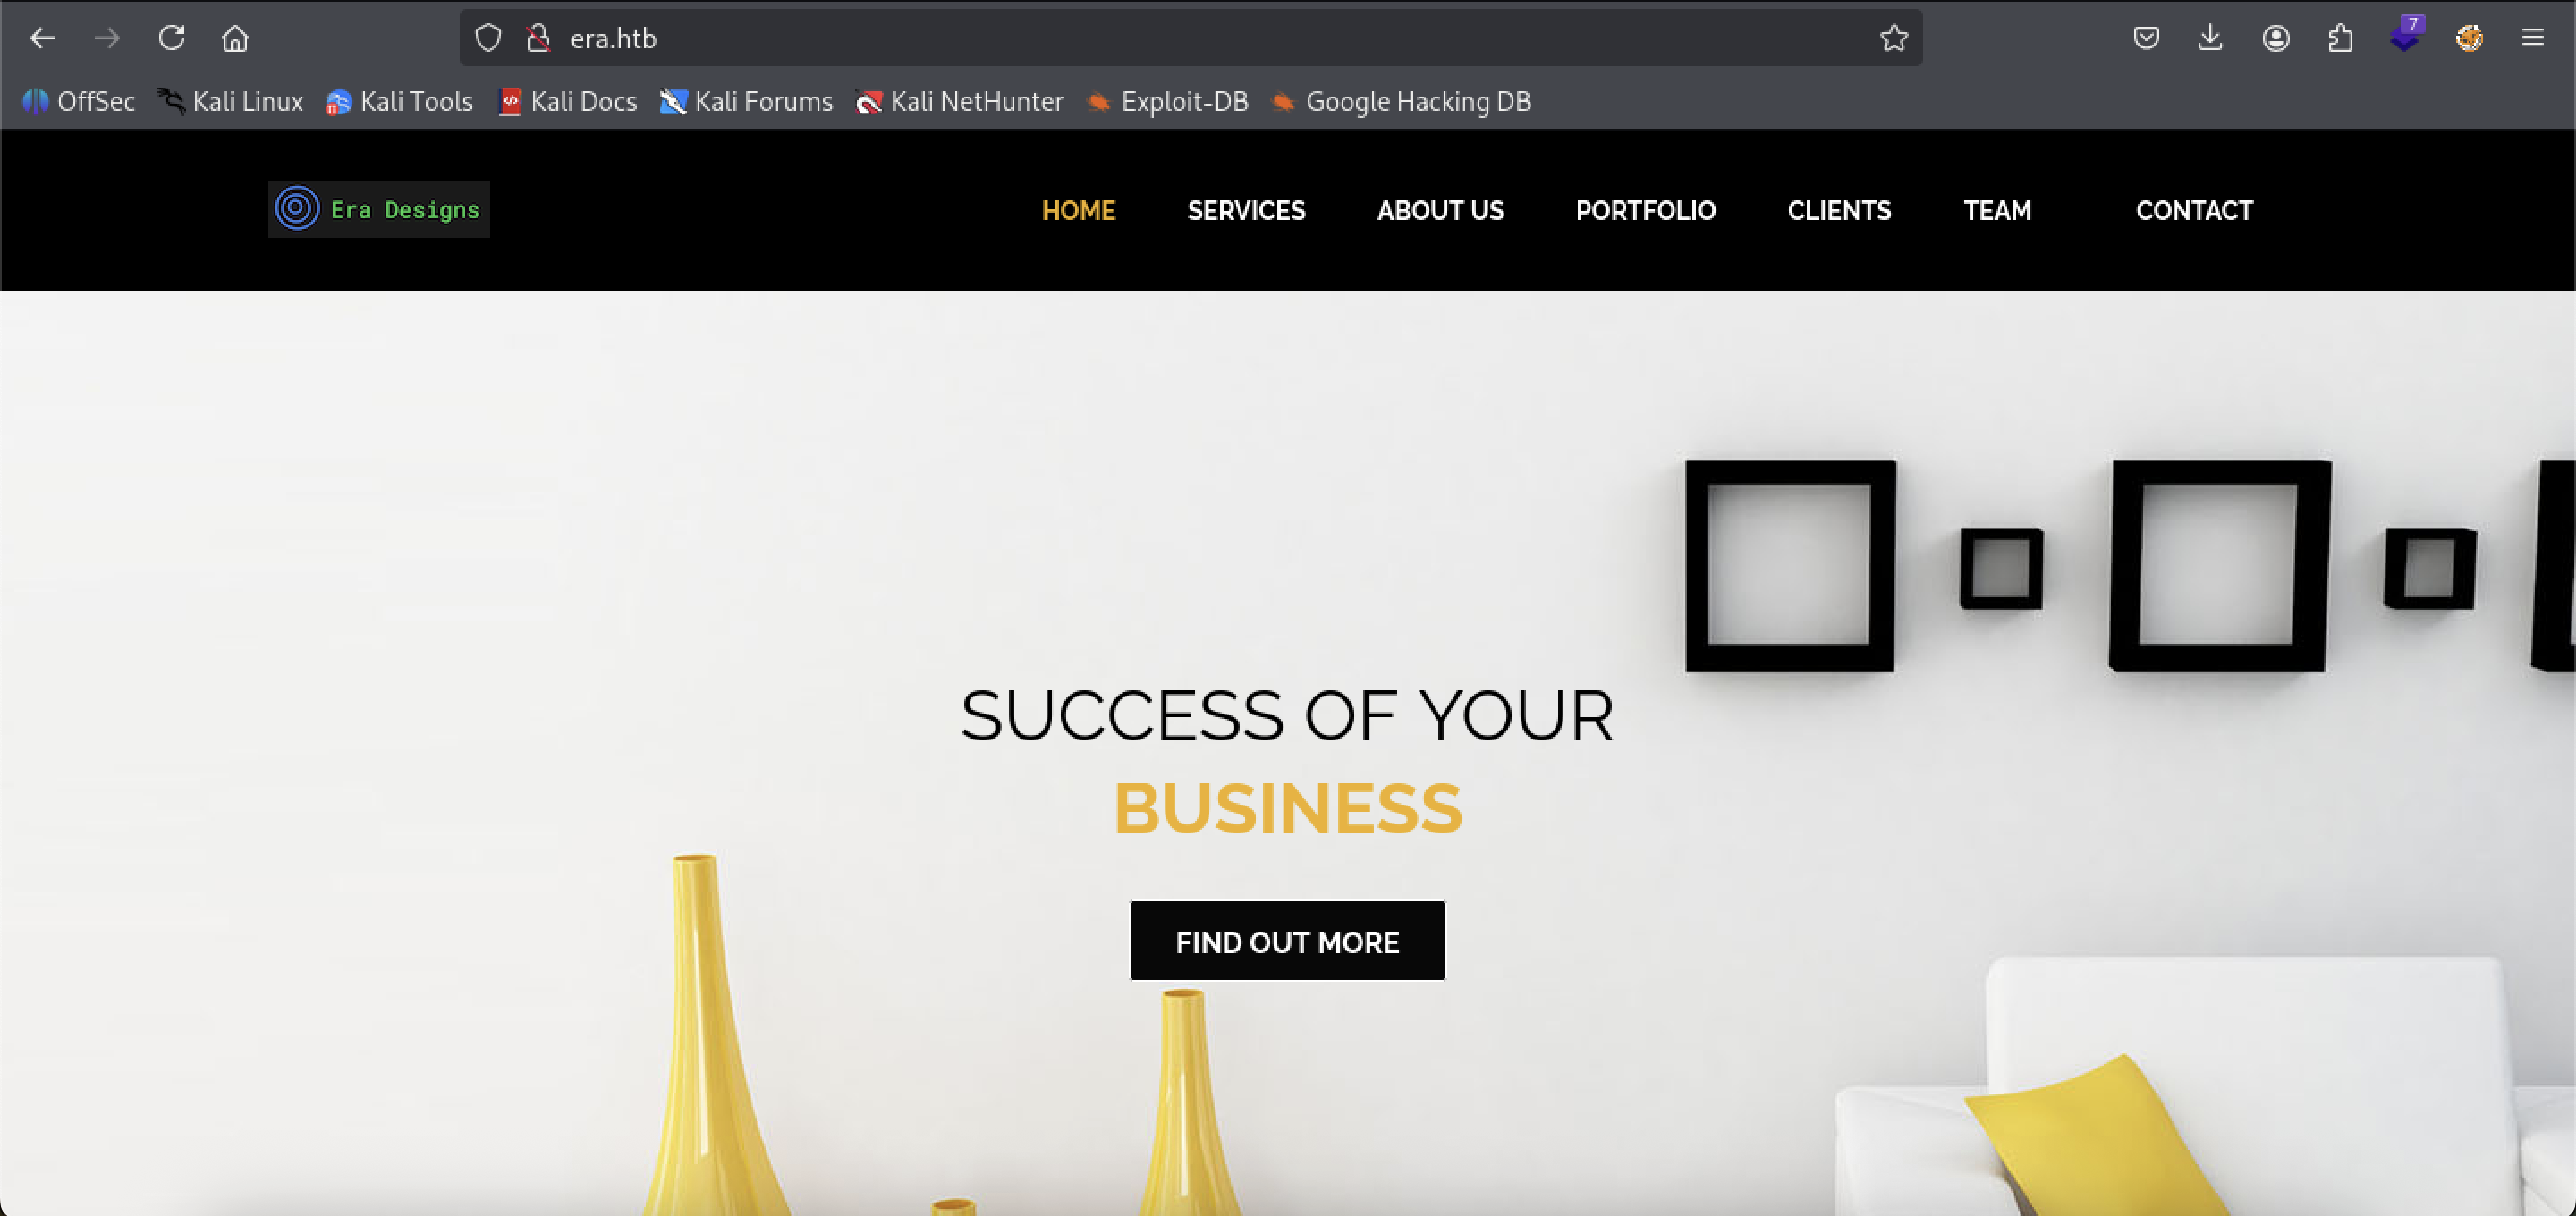 era.htb
7
OffSec Kali Linux Kali Tools Kali Docs Kali Forums Kali NetHunter Exploit-DB Google Hacking DB
Era Designs HOME SERVICES ABOUT US PORTFOLIO CLIENTS TEAM CONTACT
SUCCESS OF YOUR
BUSINESS
FIND OUT MORE